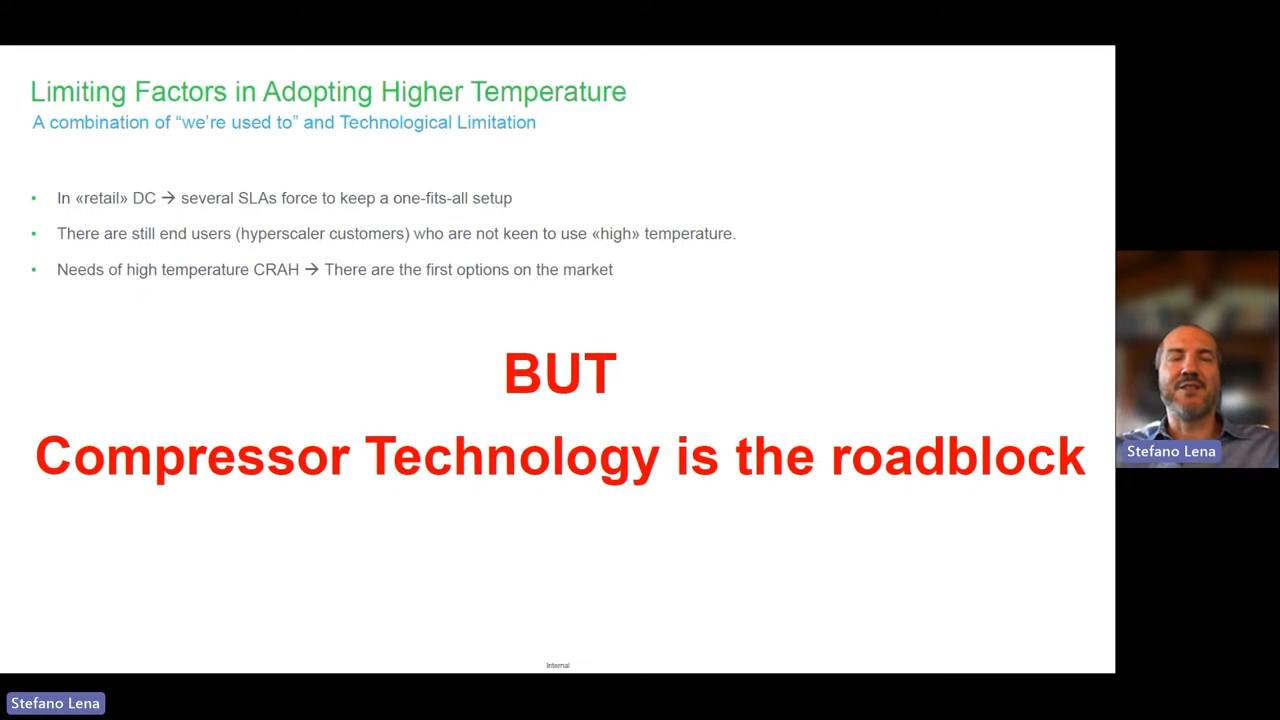 Limiting Factors in Adopting Higher Temperature
A combination of “we’re used to” and Technological Limitation
• In «retail» DC → several SLAs force to keep a one-fits-all setup
• There are still end users (hyperscaler customers) who are not keen to use «high» temperature.
• Needs of high temperature CRAH → There are the first options on the market
BUT
Compressor Technology is the roadblock
Stefano Lena
Internal
Stefano Lena